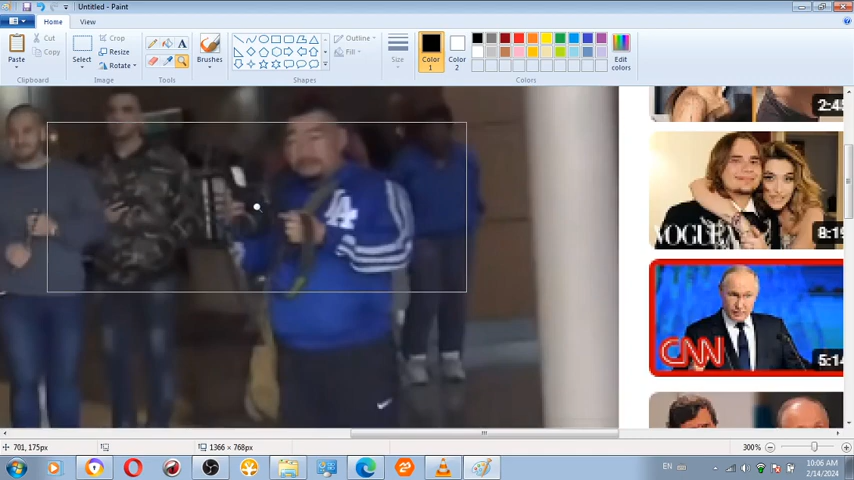 Untitled - Paint
Home
View
Paste
Cut
Copy
Clipboard
Select
Crop
Resize
Rotate
Image
Tools
Brushes
Outline
Fill
Shapes
Size
Color
1
Color
2
Edit
colors
Colors
LA
2:45
VOGUE
8:19
CNN
5:14
701, 175px
1366 × 768px
300%
EN
10:06 AM
2/14/2024